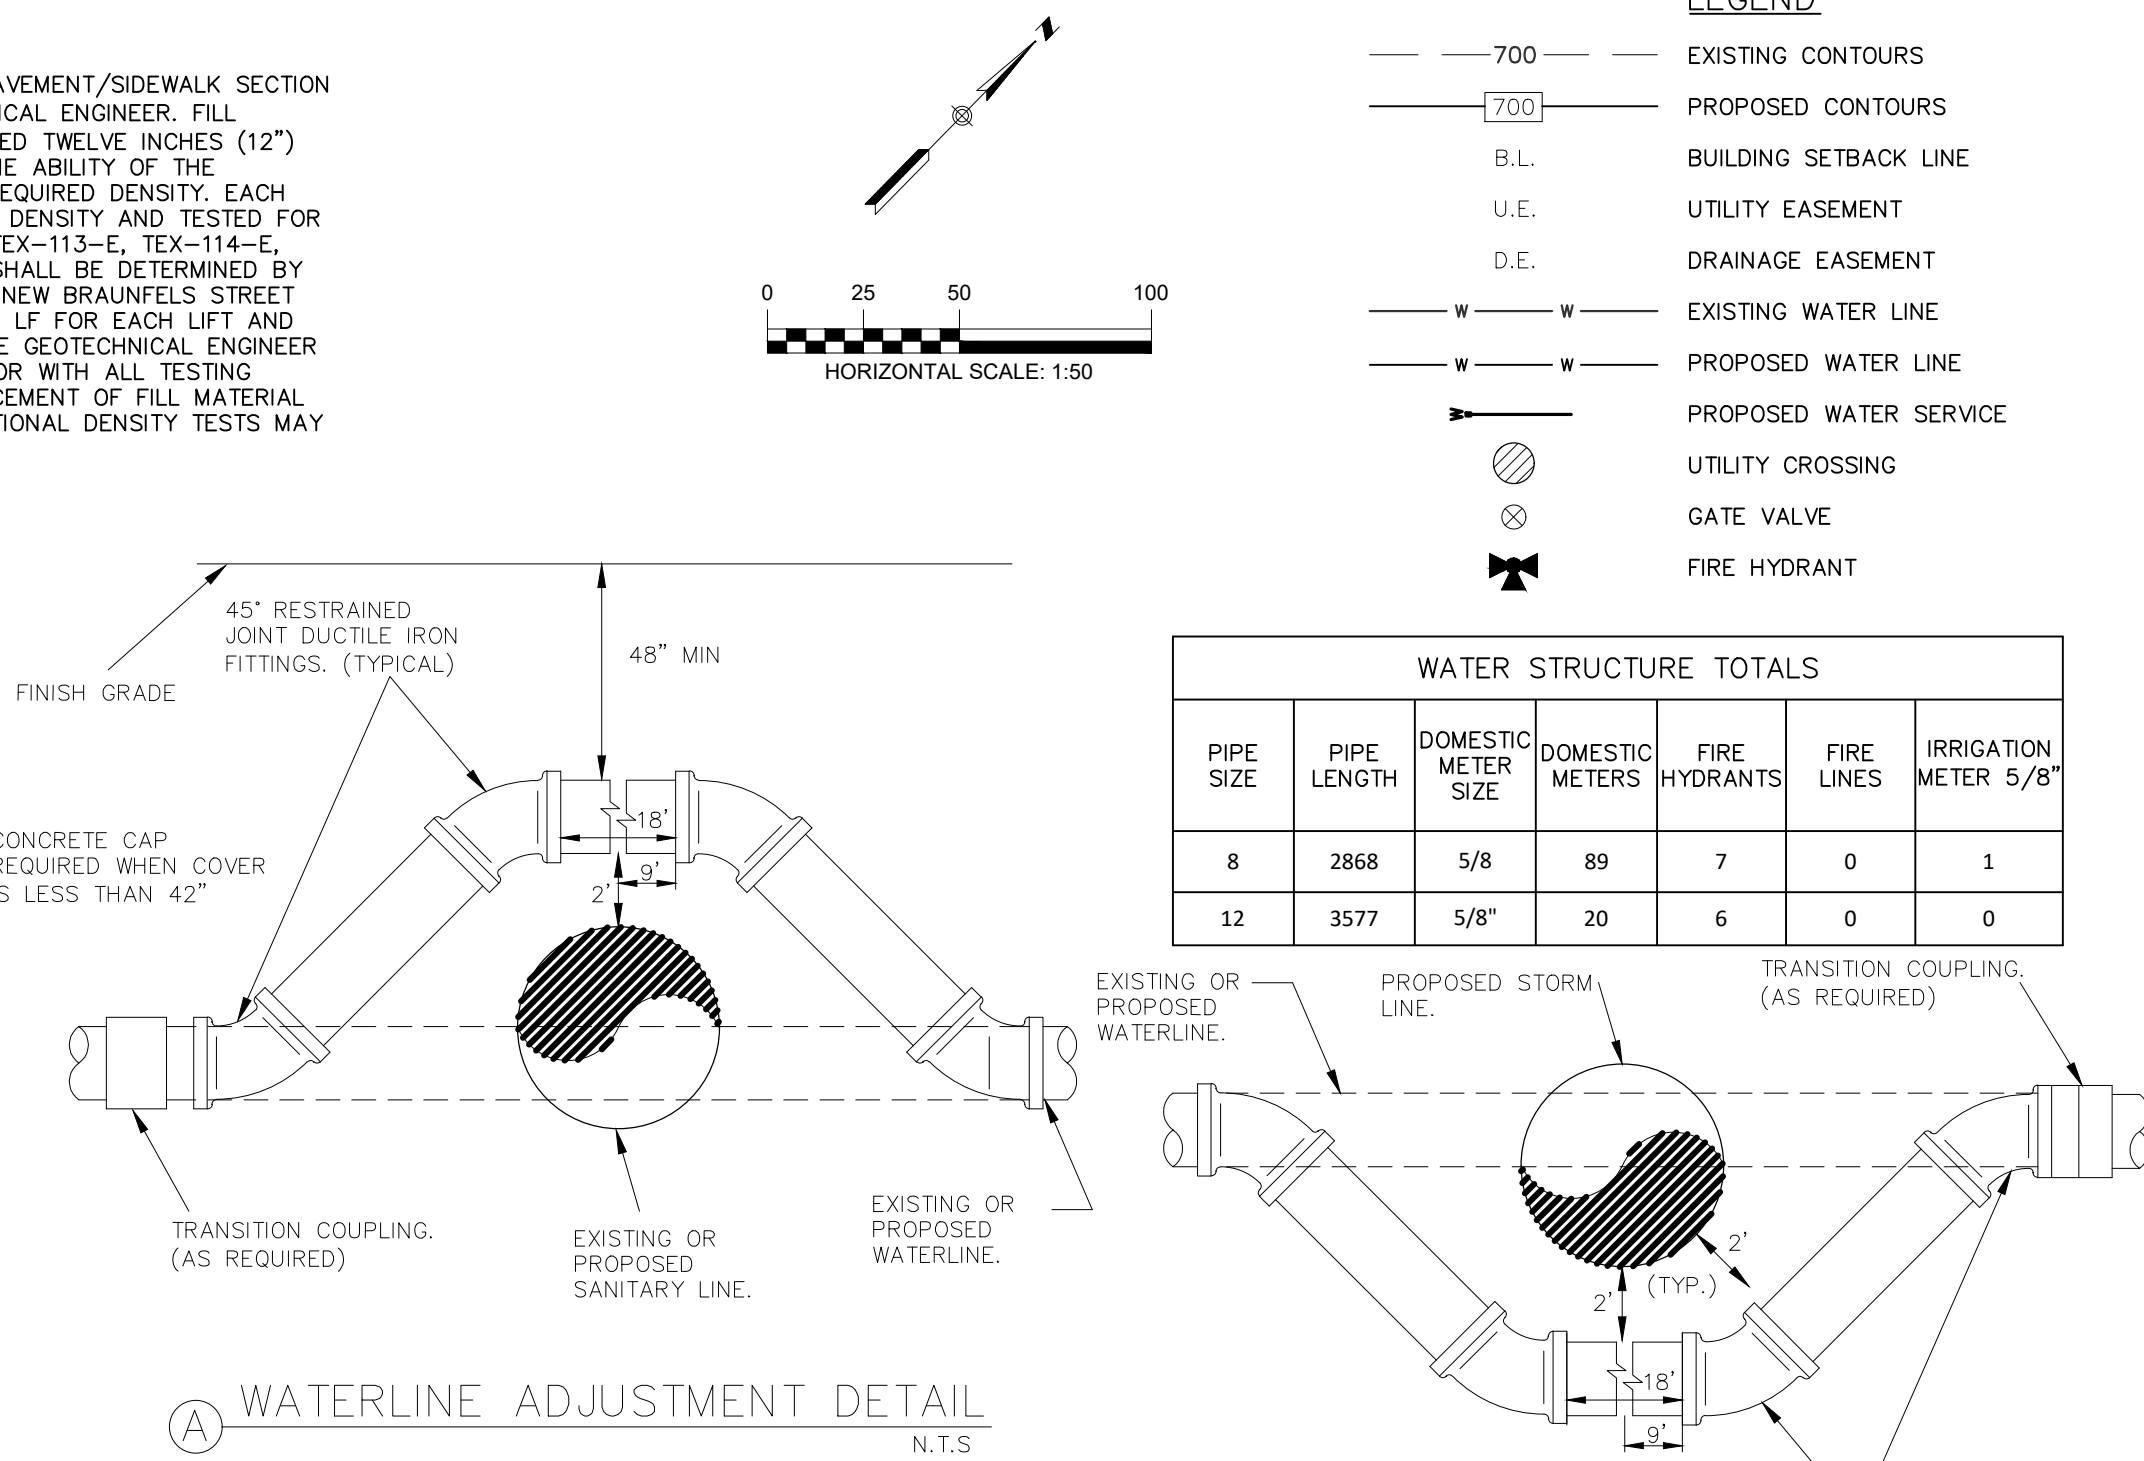 AVEMENT/SIDEWALK SECTION
ICAL ENGINEER. FILL
ED TWELVE INCHES (12")
HE ABILITY OF THE
EQUIRED DENSITY. EACH
DENSITY AND TESTED FOR
TEX-113-E, TEX-114-E,
SHALL BE DETERMINED BY
NEW BRAUNFELS STREET
LF FOR EACH LIFT AND
E GEOTECHNICAL ENGINEER
OR WITH ALL TESTING
CEMENT OF FILL MATERIAL
TIONAL DENSITY TESTS MAY
N
0 25 50 100
HORIZONTAL SCALE: 1:50
LEGEND
700 EXISTING CONTOURS
700 PROPOSED CONTOURS
B.L. BUILDING SETBACK LINE
U.E. UTILITY EASEMENT
D.E. DRAINAGE EASEMENT
W W EXISTING WATER LINE
W W PROPOSED WATER LINE
W PROPOSED WATER SERVICE
UTILITY CROSSING
GATE VALVE
FIRE HYDRANT
45° RESTRAINED
JOINT DUCTILE IRON
FITTINGS. (TYPICAL)
48" MIN
FINISH GRADE
CONCRETE CAP
REQUIRED WHEN COVER
S LESS THAN 42"
18'
9'
2'
TRANSITION COUPLING.
(AS REQUIRED)
EXISTING OR
PROPOSED
SANITARY LINE.
EXISTING OR
PROPOSED
WATERLINE.
A WATERLINE ADJUSTMENT DETAIL
N.T.S
WATER STRUCTURE TOTALS
PIPE SIZE PIPE LENGTH DOMESTIC METER SIZE DOMESTIC METERS FIRE HYDRANTS FIRE LINES IRRIGATION METER 5/8"
8 2868 5/8 89 7 0 1
12 3577 5/8" 20 6 0 0
EXISTING OR
PROPOSED
WATERLINE.
PROPOSED STORM
LINE.
TRANSITION COUPLING.
(AS REQUIRED)
2'
(TYP.)
2'
18'
9'